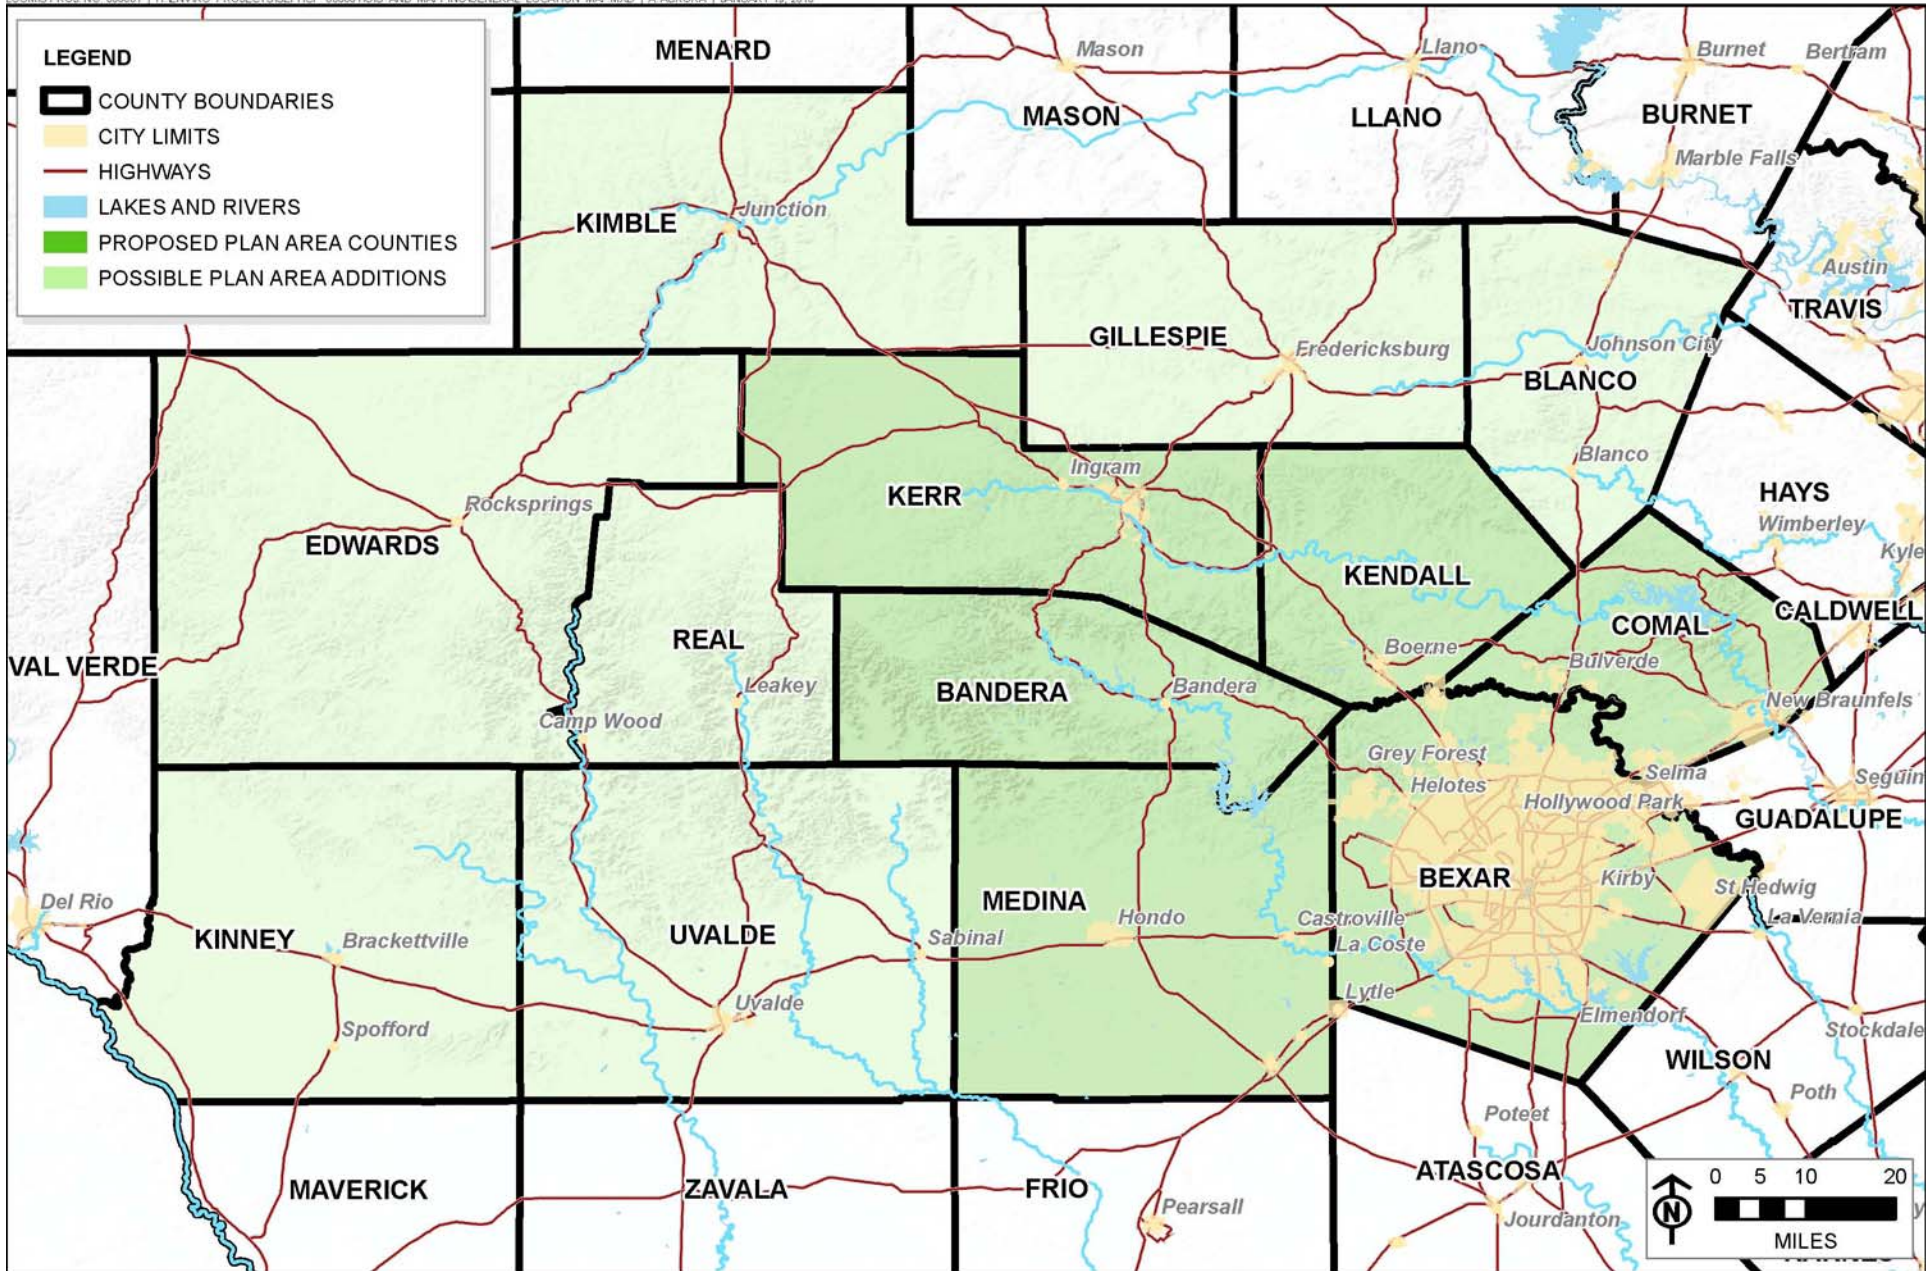 LEGEND
COUNTY BOUNDARIES
CITY LIMITS
HIGHWAYS
LAKES AND RIVERS
PROPOSED PLAN AREA COUNTIES
POSSIBLE PLAN AREA ADDITIONS
MENARD
Mason
Llano
Burnet
Bertram
MASON
LLANO
BURNET
Marble Falls
KIMBLE
Junction
Austin
TRAVIS
GILLESPIE
Fredericksburg
Johnson City
BLANCO
Blanco
Ingram
KERR
HAYS
Wimberley
Rocksprings
EDWARDS
Kyle
KENDALL
CALDWELL
COMAL
REAL
Boerne
Bulverde
VAL VERDE
Leakey
BANDERA
Bandera
New Braunfels
Camp Wood
Grey Forest
Helotes
Selma
Seguin
Hollywood Park
GUADALUPE
BEXAR
Kirby
St Hedwig
La Vernia
Del Rio
MEDINA
Hondo
Castroville
La Coste
KINNEY
Brackettville
UVALDE
Sabinal
Uvalde
Lytle
Elmendorf
Spofford
Stockdale
WILSON
Poth
Poteet
MAVERICK
ZAVALA
FRIO
ATASCOSA
Pearsall
Jourdanton
0 5 10 20
N
MILES